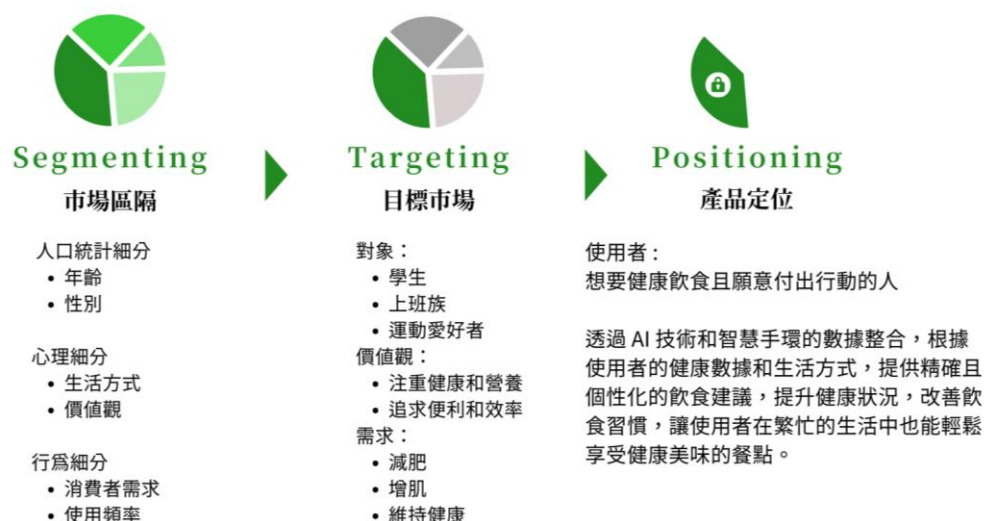 Segmenting
市場區隔
人口統計細分
• 年齡
• 性別
心理細分
• 生活方式
• 價值觀
行為細分
• 消費者需求
• 使用頻率
Targeting
目標市場
對象：
• 學生
• 上班族
• 運動愛好者
價值觀：
• 注重健康和營養
• 追求便利和效率
需求：
• 減肥
• 增肌
• 維持健康
Positioning
產品定位
使用者 :
想要健康飲食且願意付出行動的人
透過 AI 技術和智慧手環的數據整合，根據
使用者的健康數據和生活方式，提供精確且
個性化的飲食建議，提升健康狀況，改善飲
食習慣，讓使用者在繁忙的生活中也能輕鬆
享受健康美味的餐點。